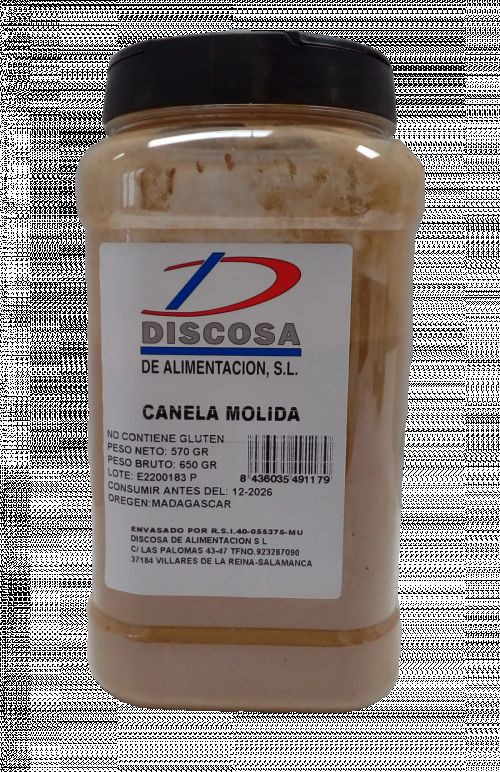 DISCOSA
DE ALIMENTACION, S.L.
CANELA MOLIDA
NO CONTIENE GLUTEN
PESO NETO: 570 GR
PESO BRUTO: 650 GR
LOTE: E2200183 P
CONSUMIR ANTES DEL: 12-2026
OREGEN:MADAGASCAR
8 436035 491179
ENVASADO POR R.S.I.40-055375-MU
DISCOSA DE ALIMENTACION S L
C/ LAS PALOMAS 43-47 TFNO.923287090
37184 VILLARES DE LA REINA-SALAMANCA